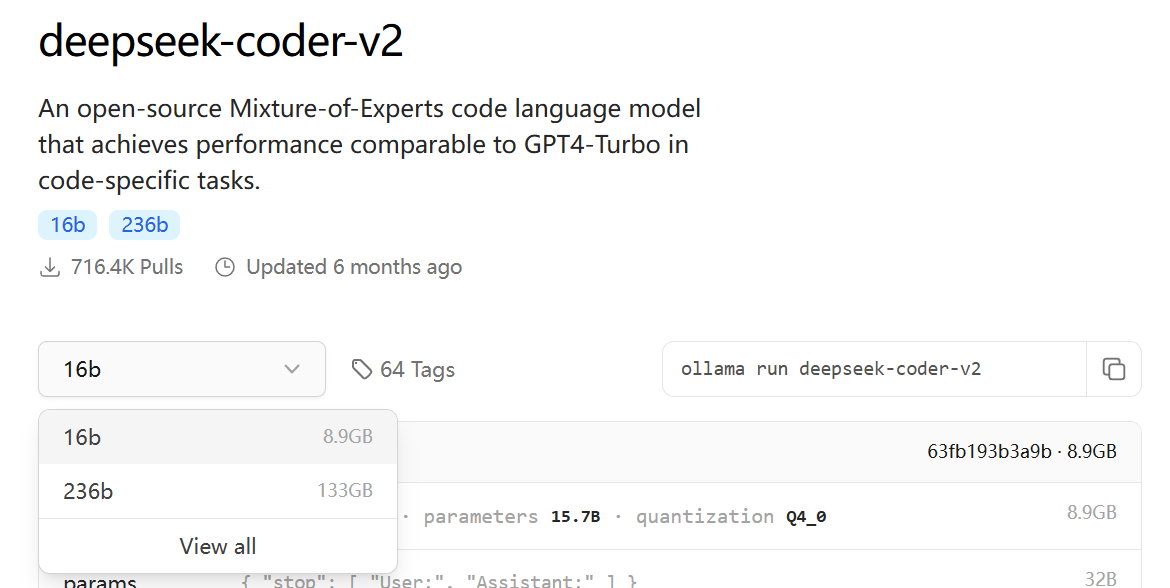 deepseek-coder-v2
An open-source Mixture-of-Experts code language model
that achieves performance comparable to GPT4-Turbo in
code-specific tasks.
16b 236b
716.4K Pulls Updated 6 months ago
16b 64 Tags ollama run deepseek-coder-v2
16b 8.9GB
63fb193b3a9b · 8.9GB
236b 133GB
· parameters 15.7B · quantization Q4_0 8.9GB
View all
params { "stop": [ "User:", "Assistant:" ] } 32B